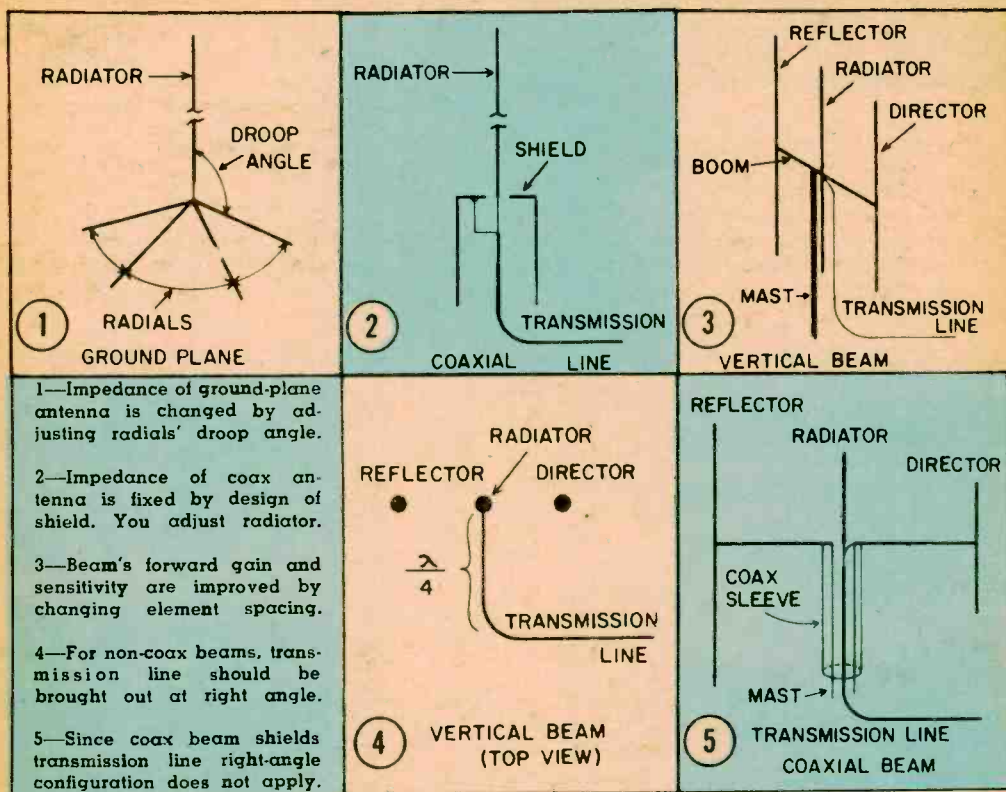 RADIATOR
DROOP
ANGLE
1
RADIALS
GROUND PLANE
RADIATOR
SHIELD
2
TRANSMISSION
COAXIAL LINE
REFLECTOR
RADIATOR
DIRECTOR
BOOM
MAST
TRANSMISSION
LINE
3
VERTICAL BEAM
1—Impedance of ground-plane
antenna is changed by ad-
justing radials' droop angle.
2—Impedance of coax an-
tenna is fixed by design of
shield. You adjust radiator.
3—Beam's forward gain and
sensitivity are improved by
changing element spacing.
4—For non-coax beams, trans-
mission line should be
brought out at right angle.
5—Since coax beam shields
transmission line right-angle
configuration does not apply.
RADIATOR
REFLECTOR DIRECTOR
λ
4
TRANSMISSION
LINE
4
VERTICAL BEAM
(TOP VIEW)
REFLECTOR
RADIATOR
DIRECTOR
COAX
SLEEVE
MAST
5
TRANSMISSION LINE
COAXIAL BEAM